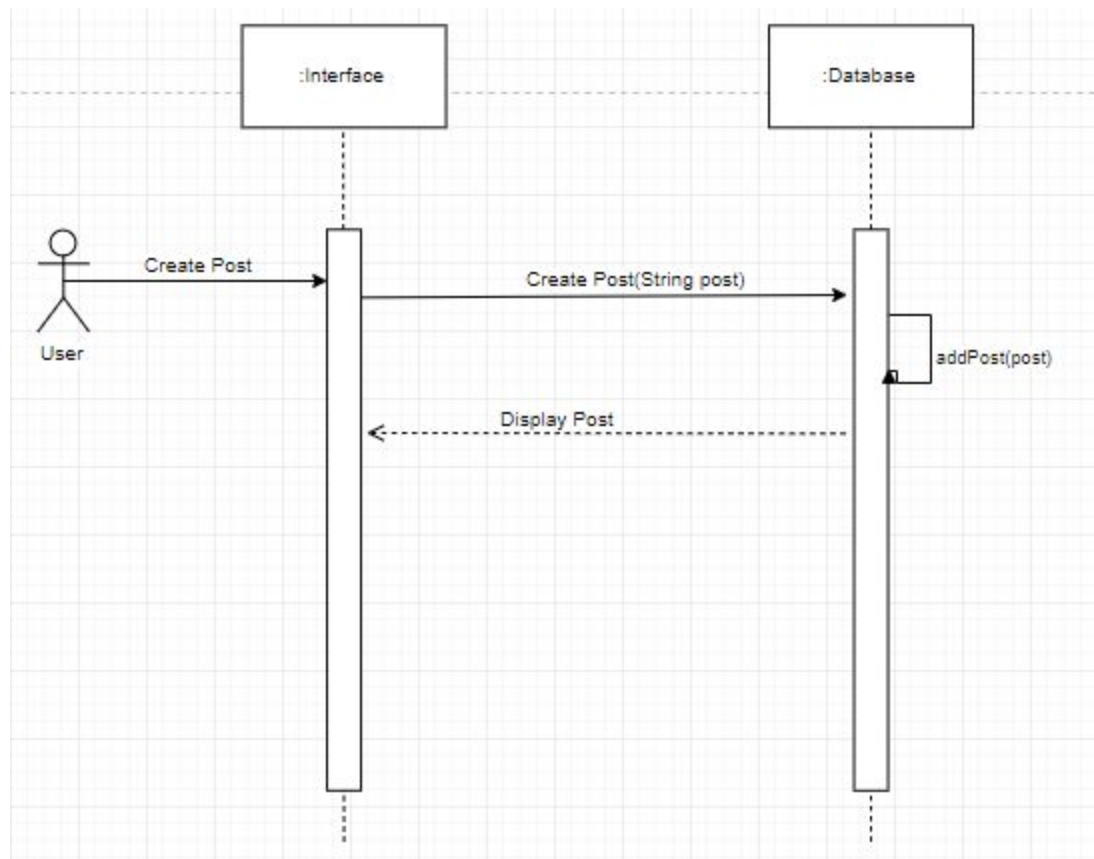 :Interface
:Database
Create Post
Create Post(String post)
User
addPost(post)
Display Post